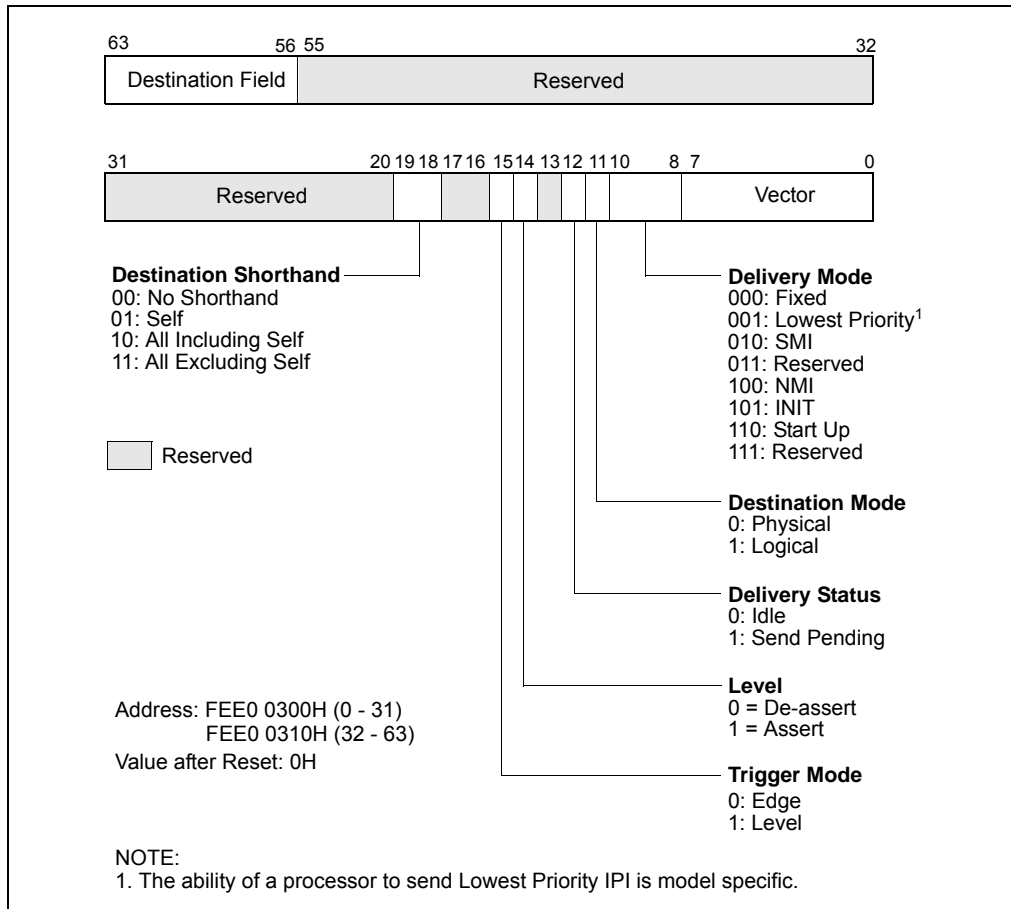 63 56 55 32
Destination Field Reserved
31 20 19 18 17 16 15 14 13 12 11 10 8 7 0
Reserved Vector
Destination Shorthand
00: No Shorthand
01: Self
10: All Including Self
11: All Excluding Self
Reserved
Delivery Mode
000: Fixed
001: Lowest Priority1
010: SMI
011: Reserved
100: NMI
101: INIT
110: Start Up
111: Reserved
Destination Mode
0: Physical
1: Logical
Delivery Status
0: Idle
1: Send Pending
Level
0 = De-assert
1 = Assert
Trigger Mode
0: Edge
1: Level
Address: FEE0 0300H (0 - 31)
FEE0 0310H (32 - 63)
Value after Reset: 0H
NOTE:
1. The ability of a processor to send Lowest Priority IPI is model specific.